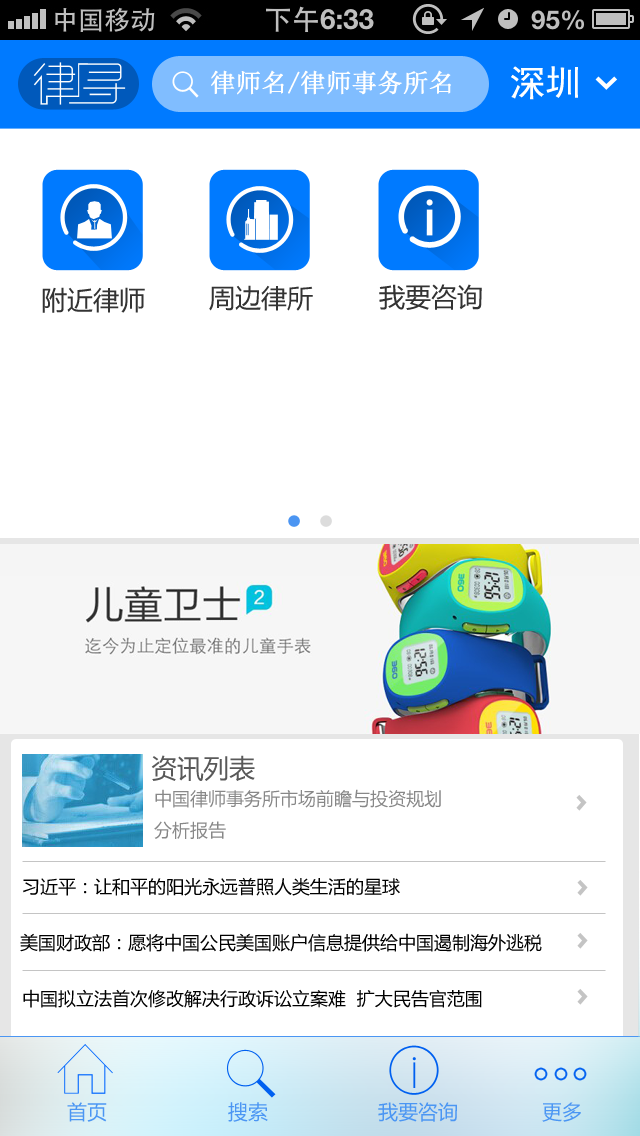 中国移动 下午6:33 95%
律寻 律师名/律师事务所名 深圳
附近律师 周边律所 我要咨询
儿童卫士 2
迄今为止定位最准的儿童手表
360 12:56
360 12:56
资讯列表
中国律师事务所市场前瞻与投资规划
分析报告
习近平：让和平的阳光永远普照人类生活的星球
美国财政部：愿将中国公民美国账户信息提供给中国遏制海外逃税
中国拟立法首次修改解决行政诉讼立案难 扩大民告官范围
首页 搜索 我要咨询 更多